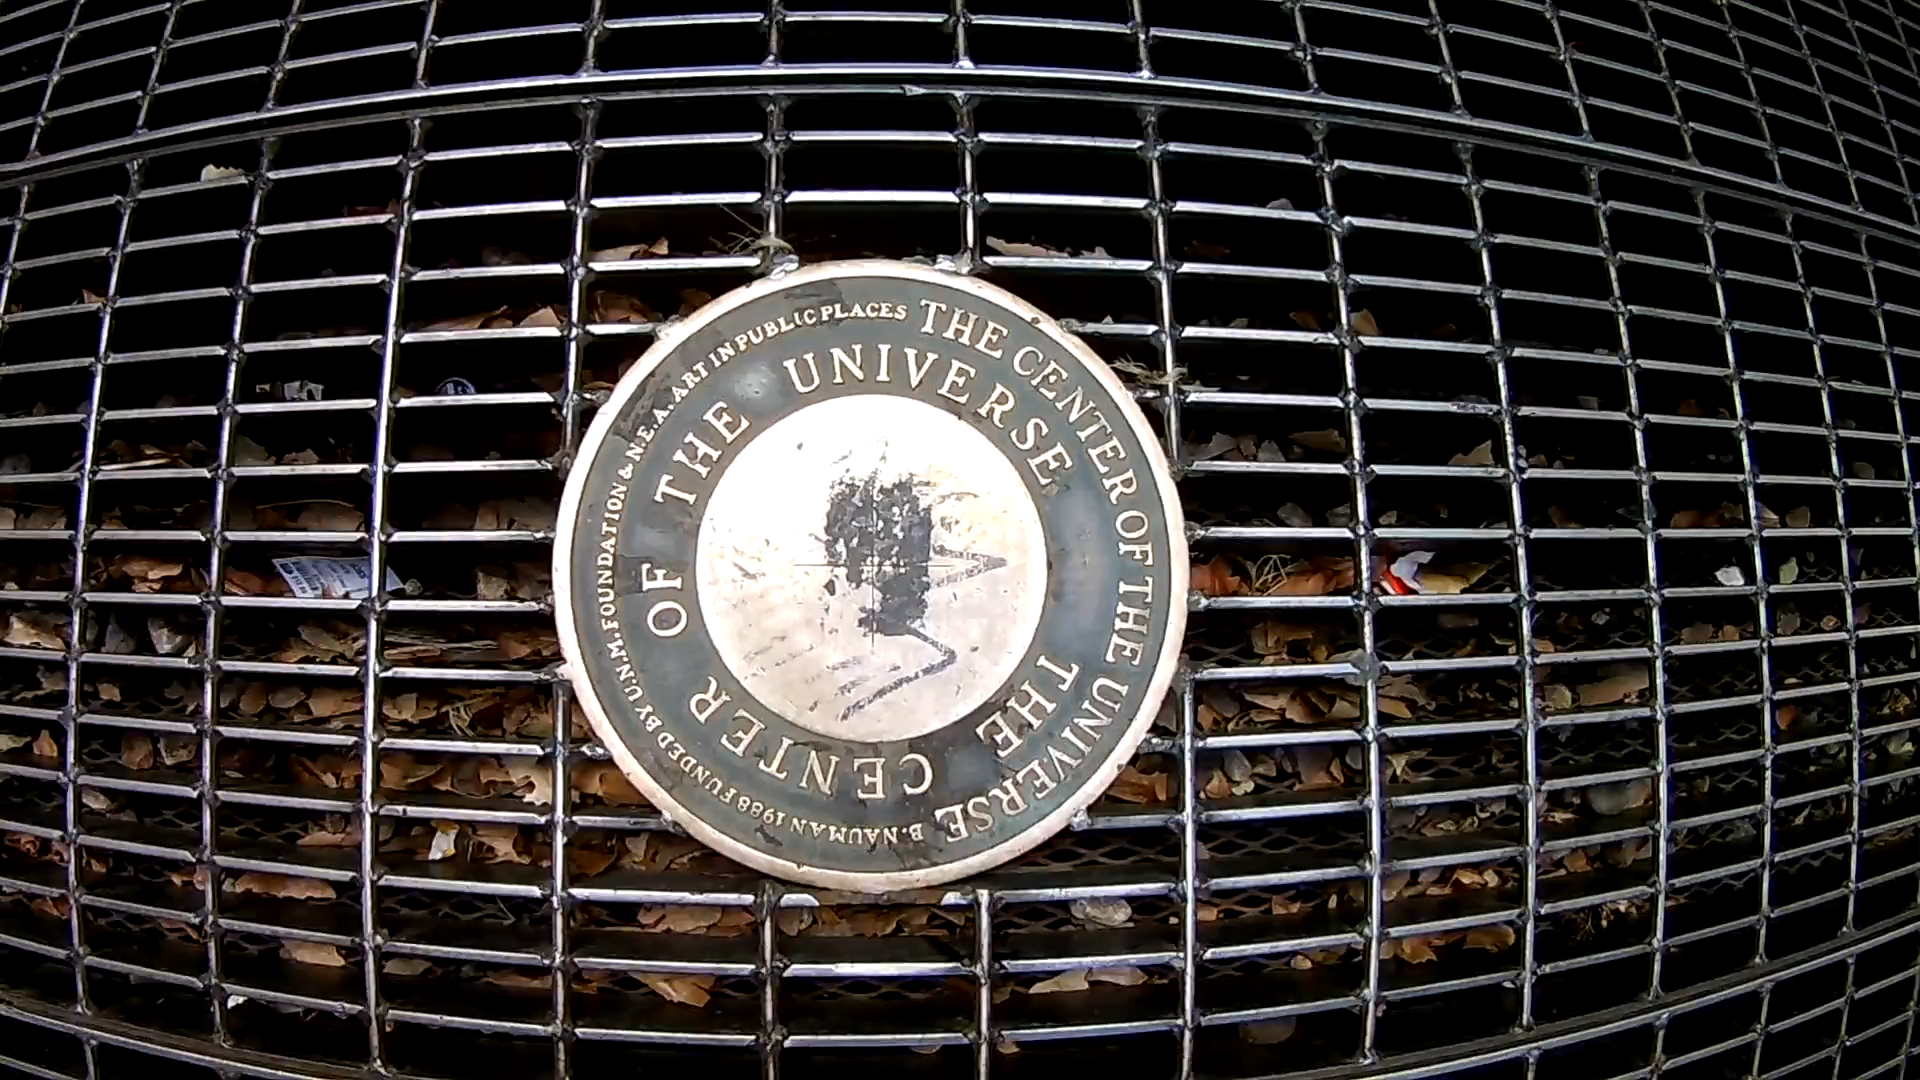 THE CENTER OF THE UNIVERSE
B. NAUMAN 1988 FUNDED BY U.N.M. FOUNDATION & N.E.A. ART IN PUBLIC PLACES
THE CENTER OF THE UNIVERSE